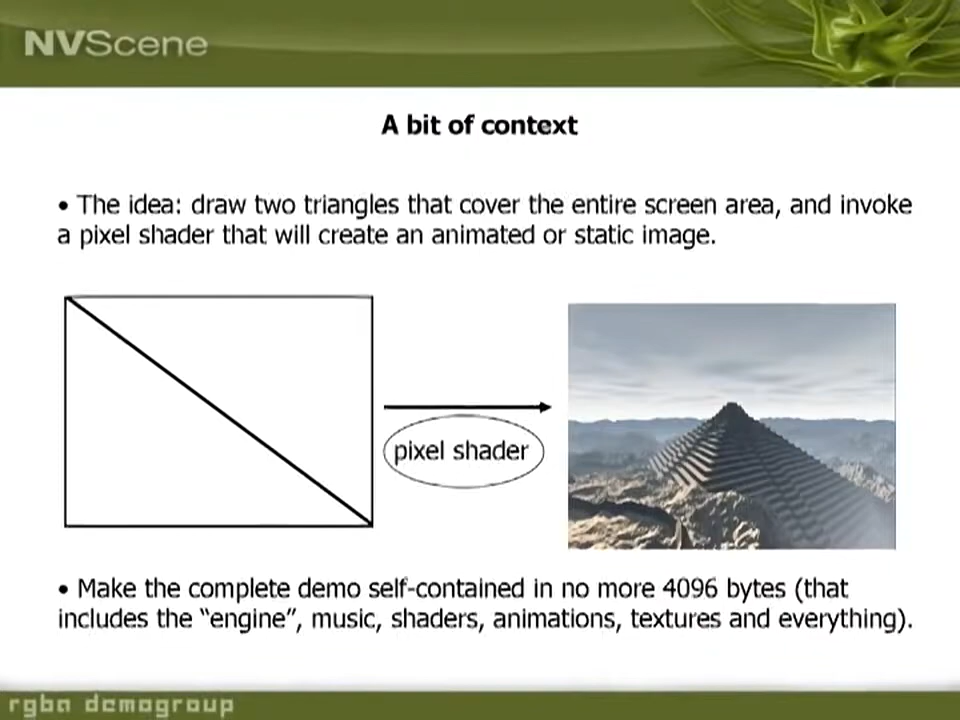 NVScene
A bit of context
• The idea: draw two triangles that cover the entire screen area, and invoke
a pixel shader that will create an animated or static image.
pixel shader
• Make the complete demo self-contained in no more 4096 bytes (that
includes the “engine”, music, shaders, animations, textures and everything).
rgba demogroup